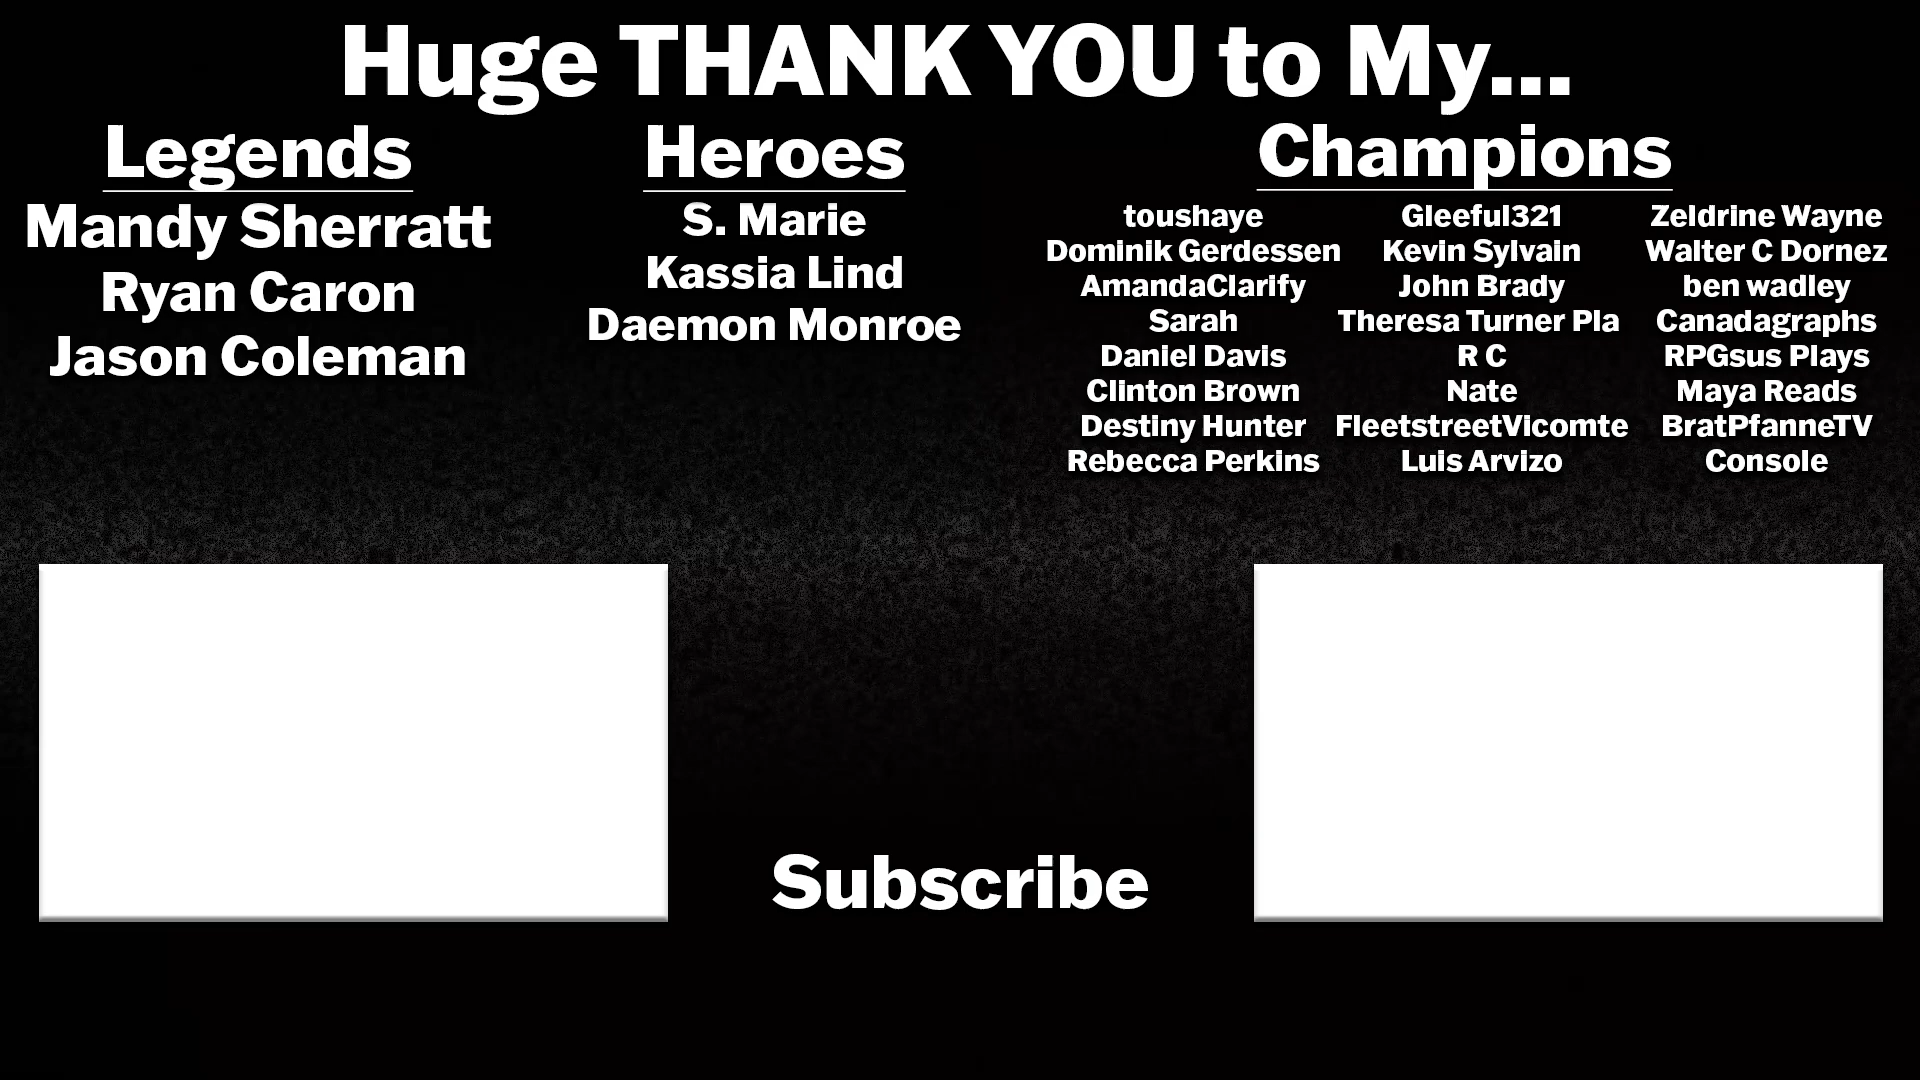 Huge THANK YOU to My...
Legends
Mandy Sherratt
Ryan Caron
Jason Coleman
Heroes
S. Marie
Kassia Lind
Daemon Monroe
Champions
toushaye
Dominik Gerdessen
AmandaClarify
Sarah
Daniel Davis
Clinton Brown
Destiny Hunter
Rebecca Perkins
Gleeful321
Kevin Sylvain
John Brady
Theresa Turner Pla
R C
Nate
FleetstreetVicomte
Luis Arvizo
Zeldrine Wayne
Walter C Dornez
ben wadley
Canadagraphs
RPGsus Plays
Maya Reads
BratPfanneTV
Console
Subscribe